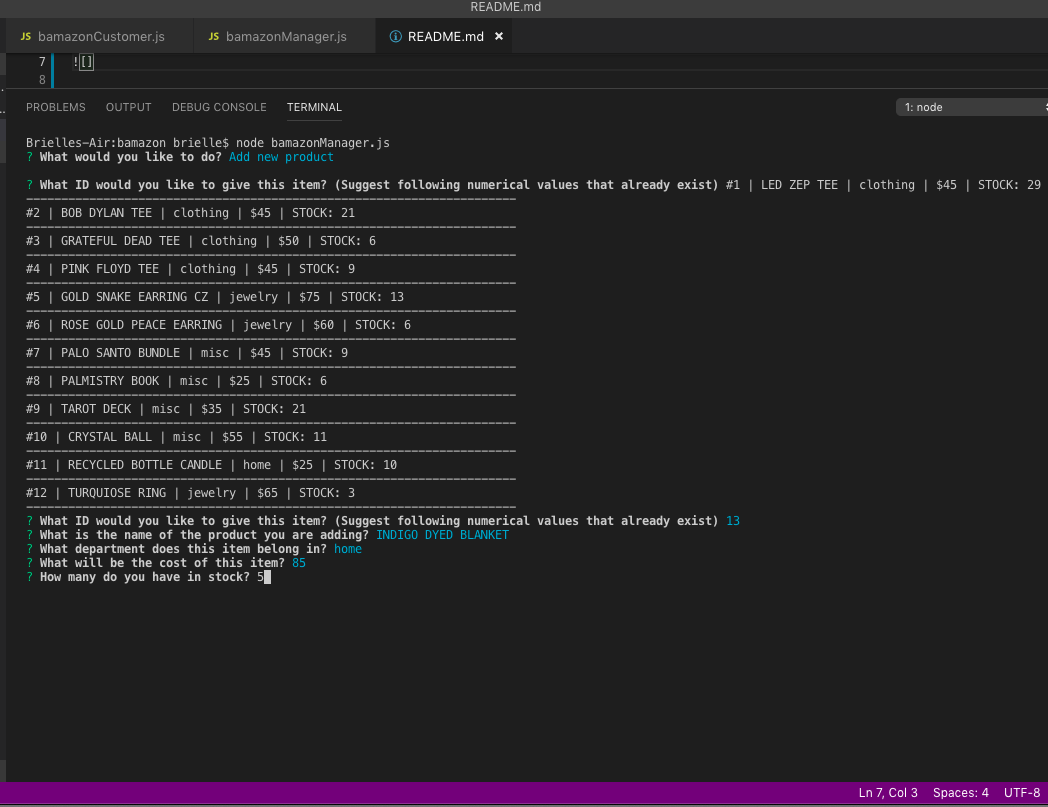 README.md
JS bamazonCustomer.js JS bamazonManager.js README.md ×
7 ![]
8
PROBLEMS OUTPUT DEBUG CONSOLE TERMINAL 1: node
Brielles-Air:bamazon brielle$ node bamazonManager.js
? What would you like to do? Add new product
? What ID would you like to give this item? (Suggest following numerical values that already exist) #1 | LED ZEP TEE | clothing | $45 | STOCK: 29
----------------------------------------------------------------------
#2 | BOB DYLAN TEE | clothing | $45 | STOCK: 21
----------------------------------------------------------------------
#3 | GRATEFUL DEAD TEE | clothing | $50 | STOCK: 6
----------------------------------------------------------------------
#4 | PINK FLOYD TEE | clothing | $45 | STOCK: 9
----------------------------------------------------------------------
#5 | GOLD SNAKE EARRING CZ | jewelry | $75 | STOCK: 13
----------------------------------------------------------------------
#6 | ROSE GOLD PEACE EARRING | jewelry | $60 | STOCK: 6
----------------------------------------------------------------------
#7 | PALO SANTO BUNDLE | misc | $45 | STOCK: 9
----------------------------------------------------------------------
#8 | PALMISTRY BOOK | misc | $25 | STOCK: 6
----------------------------------------------------------------------
#9 | TAROT DECK | misc | $35 | STOCK: 21
----------------------------------------------------------------------
#10 | CRYSTAL BALL | misc | $55 | STOCK: 11
----------------------------------------------------------------------
#11 | RECYCLED BOTTLE CANDLE | home | $25 | STOCK: 10
----------------------------------------------------------------------
#12 | TURQUIOSE RING | jewelry | $65 | STOCK: 3
----------------------------------------------------------------------
? What ID would you like to give this item? (Suggest following numerical values that already exist) 13
? What is the name of the product you are adding? INDIGO DYED BLANKET
? What department does this item belong in? home
? What will be the cost of this item? 85
? How many do you have in stock? 5
Ln 7, Col 3 Spaces: 4 UTF-8